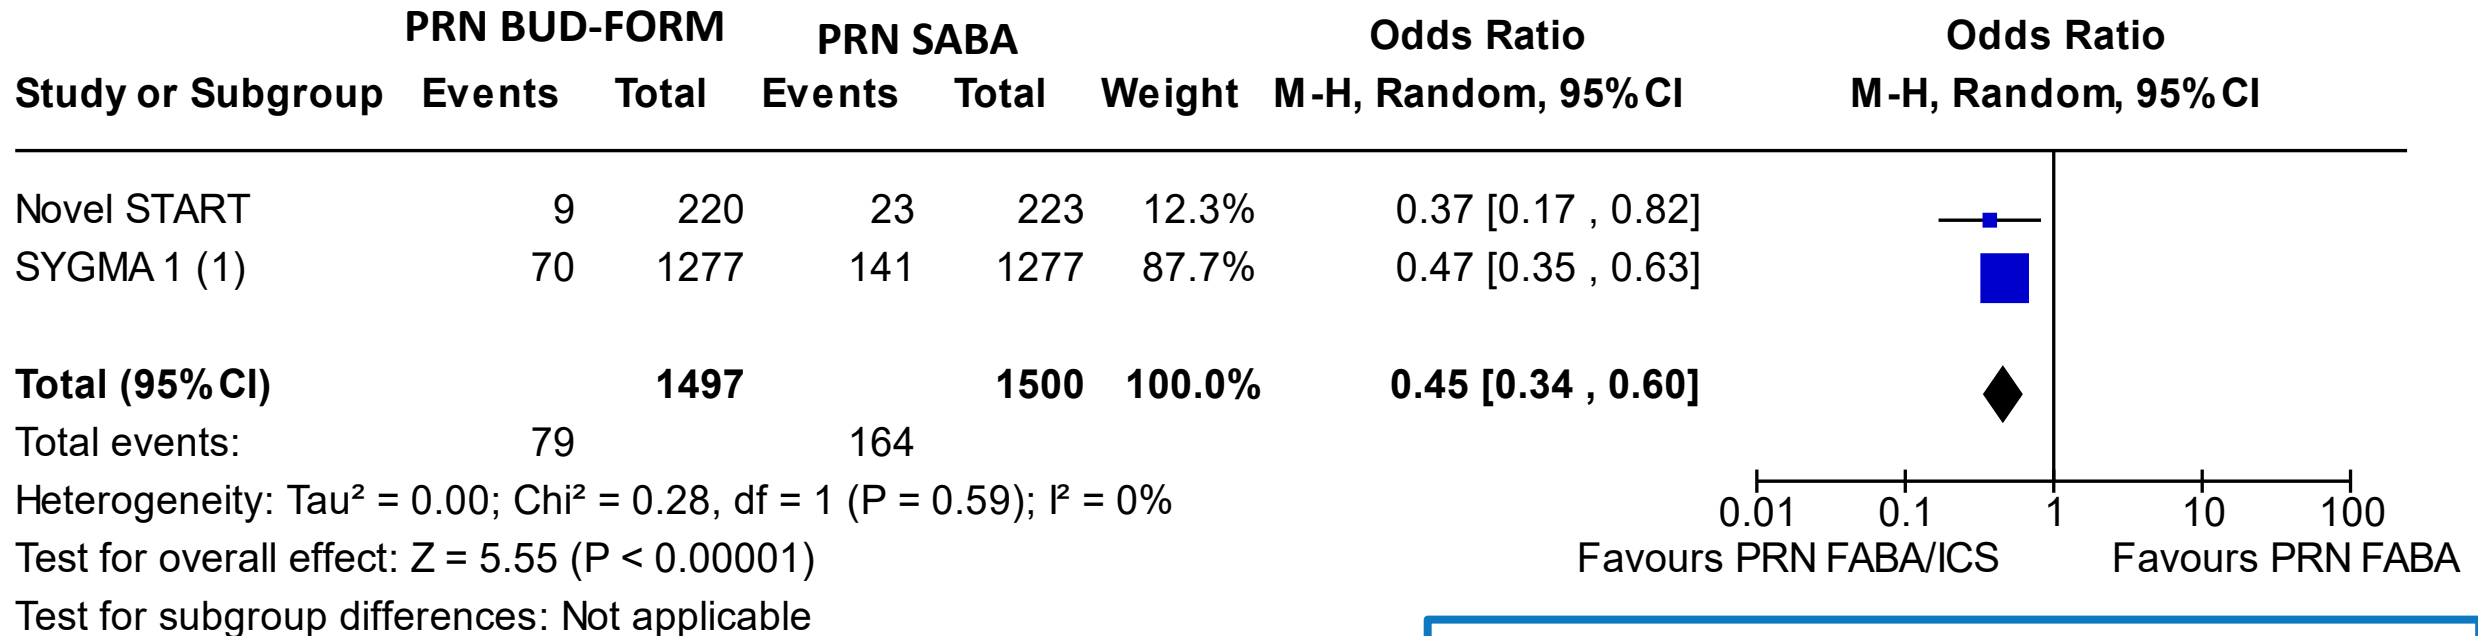 PRN BUD-FORM PRN SABA Odds Ratio Odds Ratio
Study or Subgroup Events Total Events Total Weight M-H, Random, 95% CI M-H, Random, 95% CI
Novel START 9 220 23 223 12.3% 0.37 [0.17 , 0.82]
SYGMA 1 (1) 70 1277 141 1277 87.7% 0.47 [0.35 , 0.63]
Total (95% CI) 1497 1500 100.0% 0.45 [0.34 , 0.60]
Total events: 79 164
Heterogeneity: Tau² = 0.00; Chi² = 0.28, df = 1 (P = 0.59); I² = 0%
0.01 0.1 1 10 100
Test for overall effect: Z = 5.55 (P < 0.00001)
Favours PRN FABA/ICS Favours PRN FABA
Test for subgroup differences: Not applicable